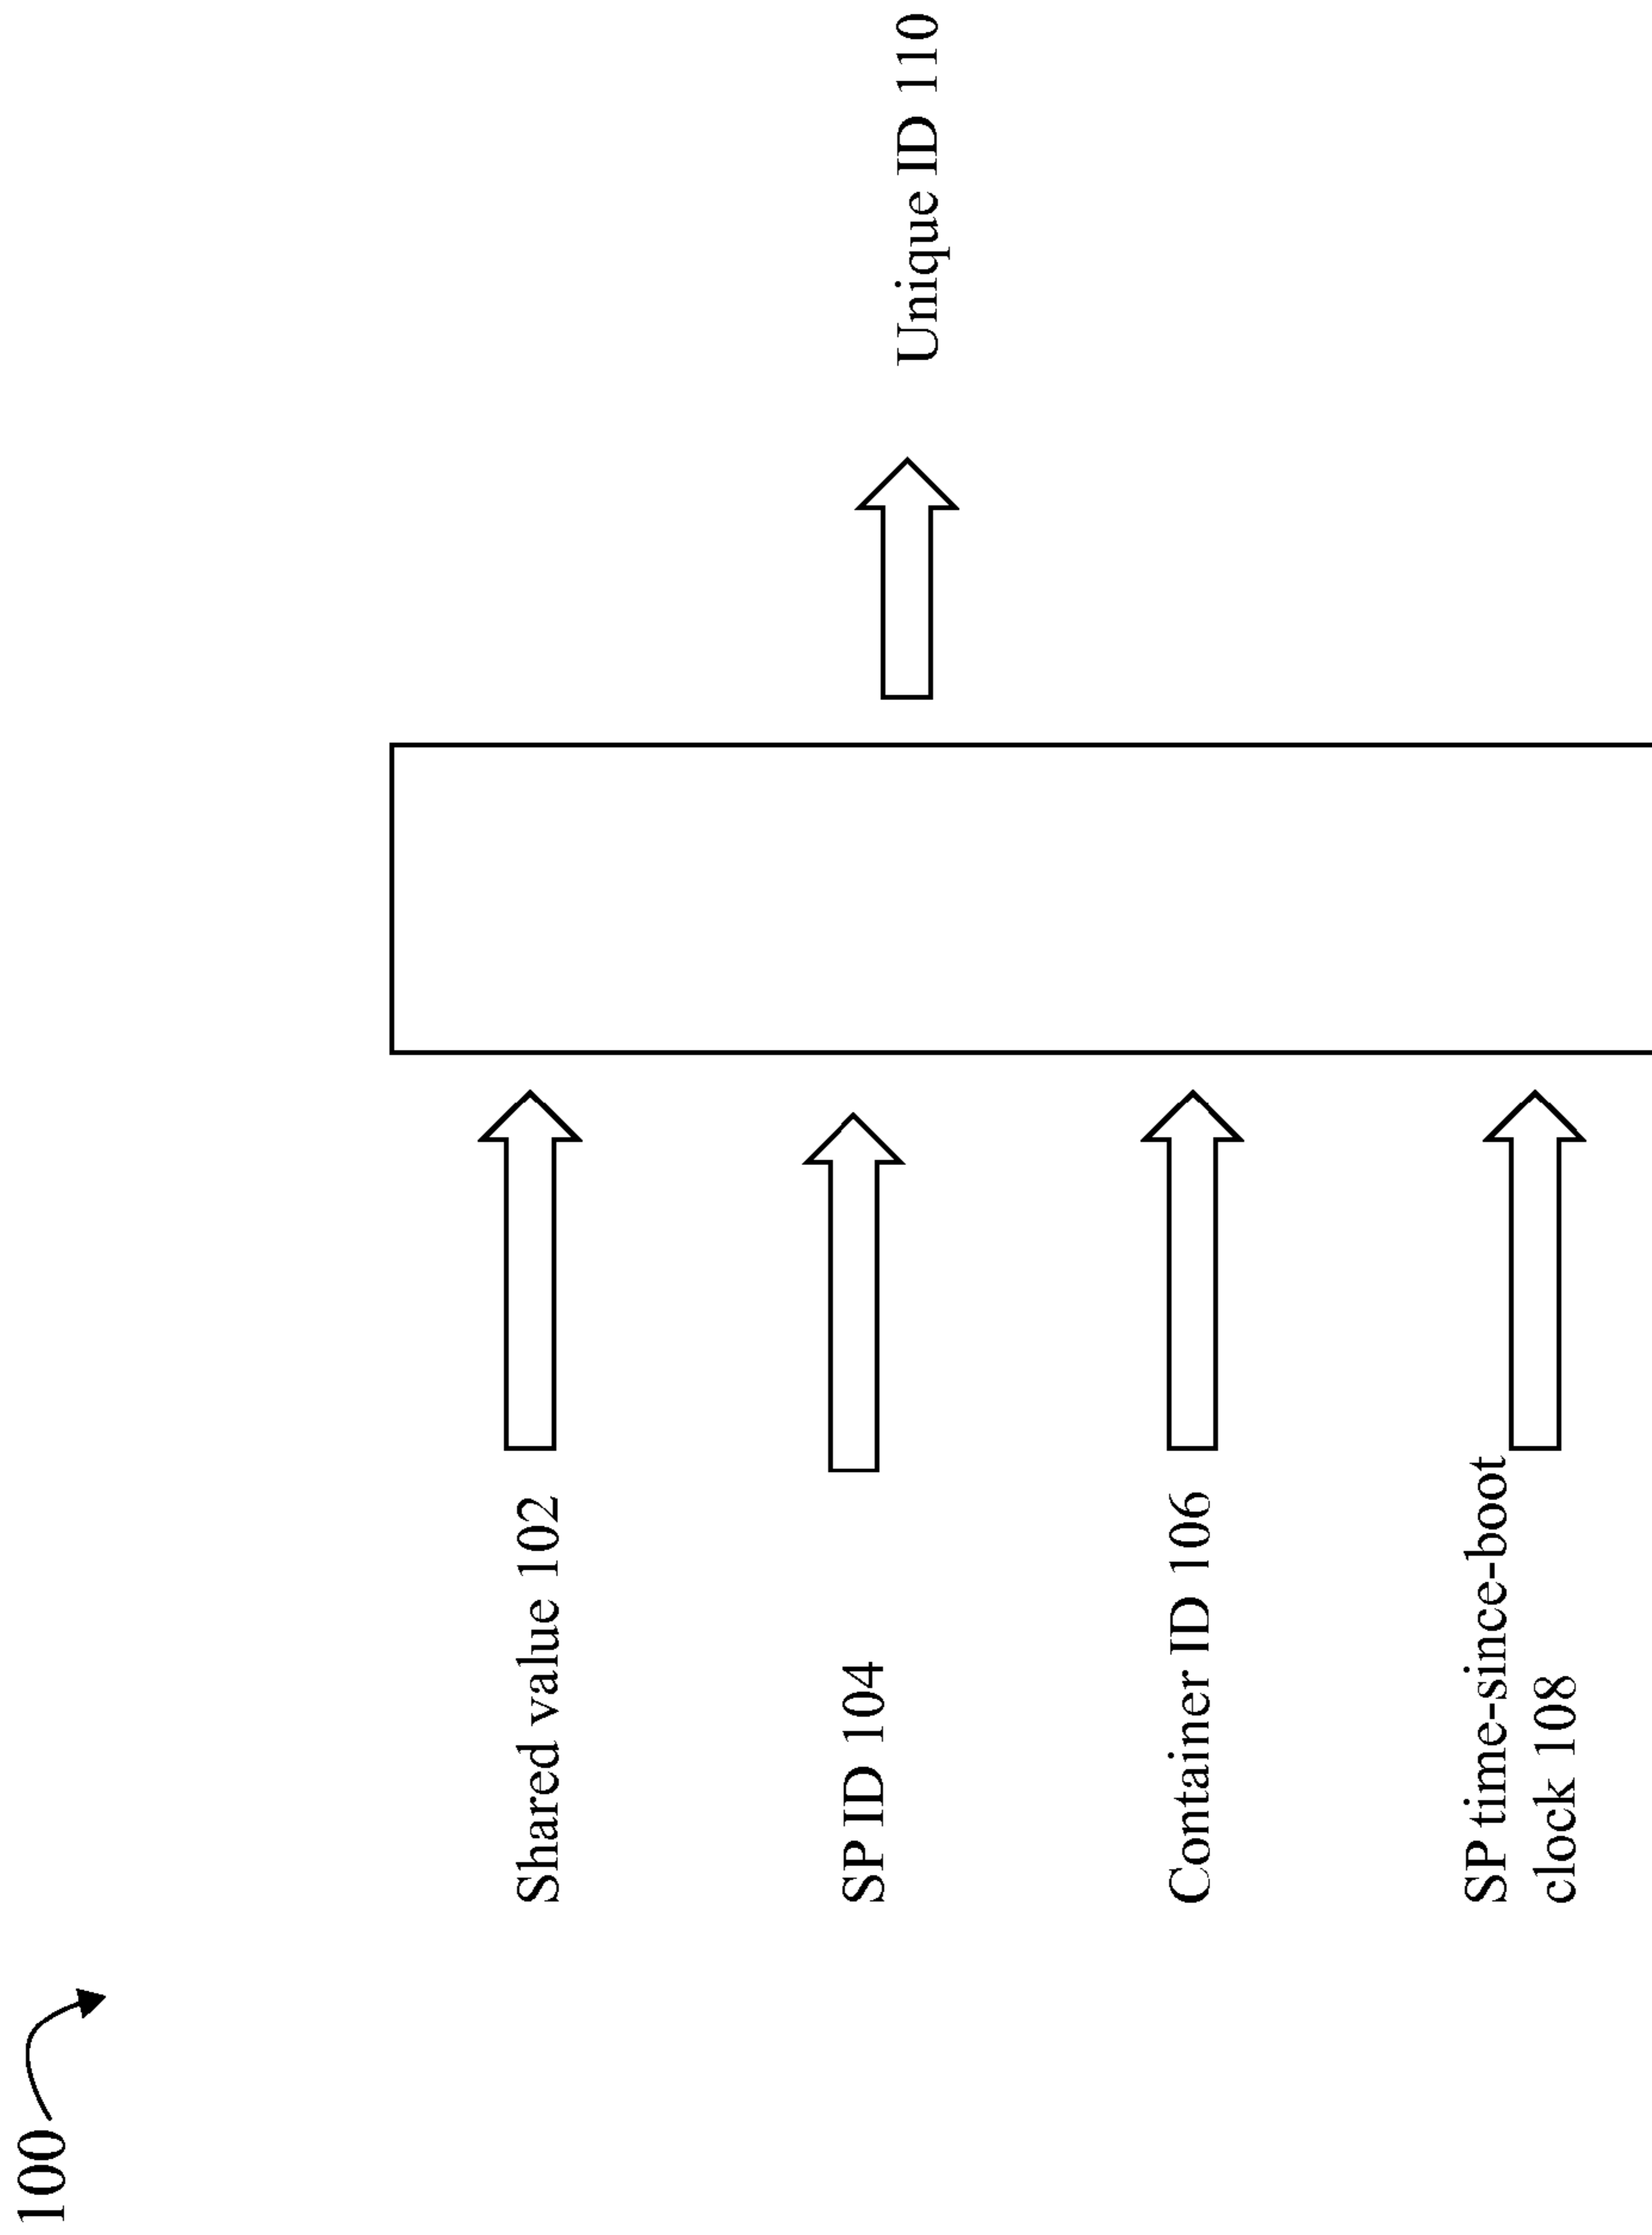 100
Shared value 102
SP ID 104
Container ID 106
SP time-since-boot
clock 108
Unique ID 110